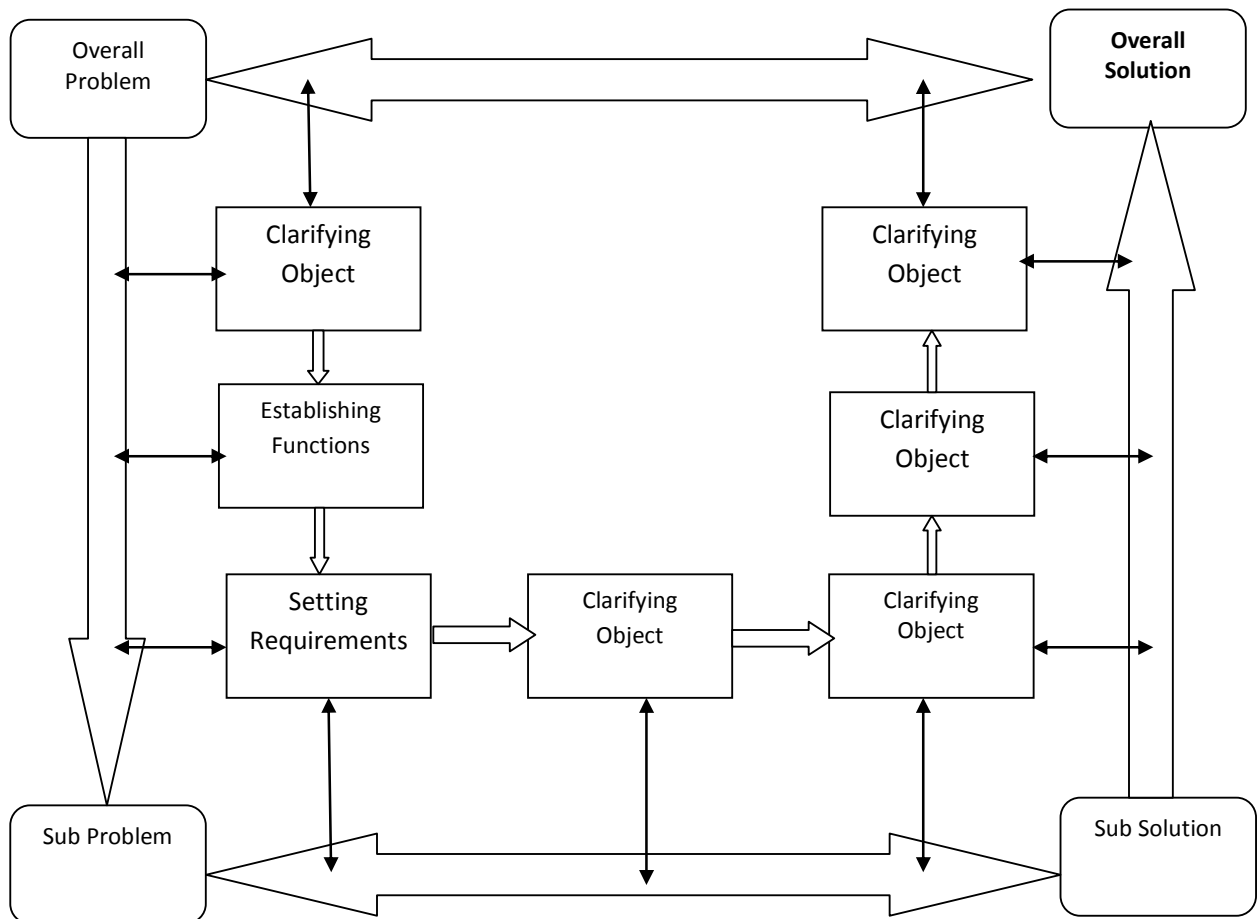 Overall
Problem
Overall
Solution
Clarifying
Object
Clarifying
Object
Establishing
Functions
Clarifying
Object
Setting
Requirements
Clarifying
Object
Clarifying
Object
Sub Problem
Sub Solution